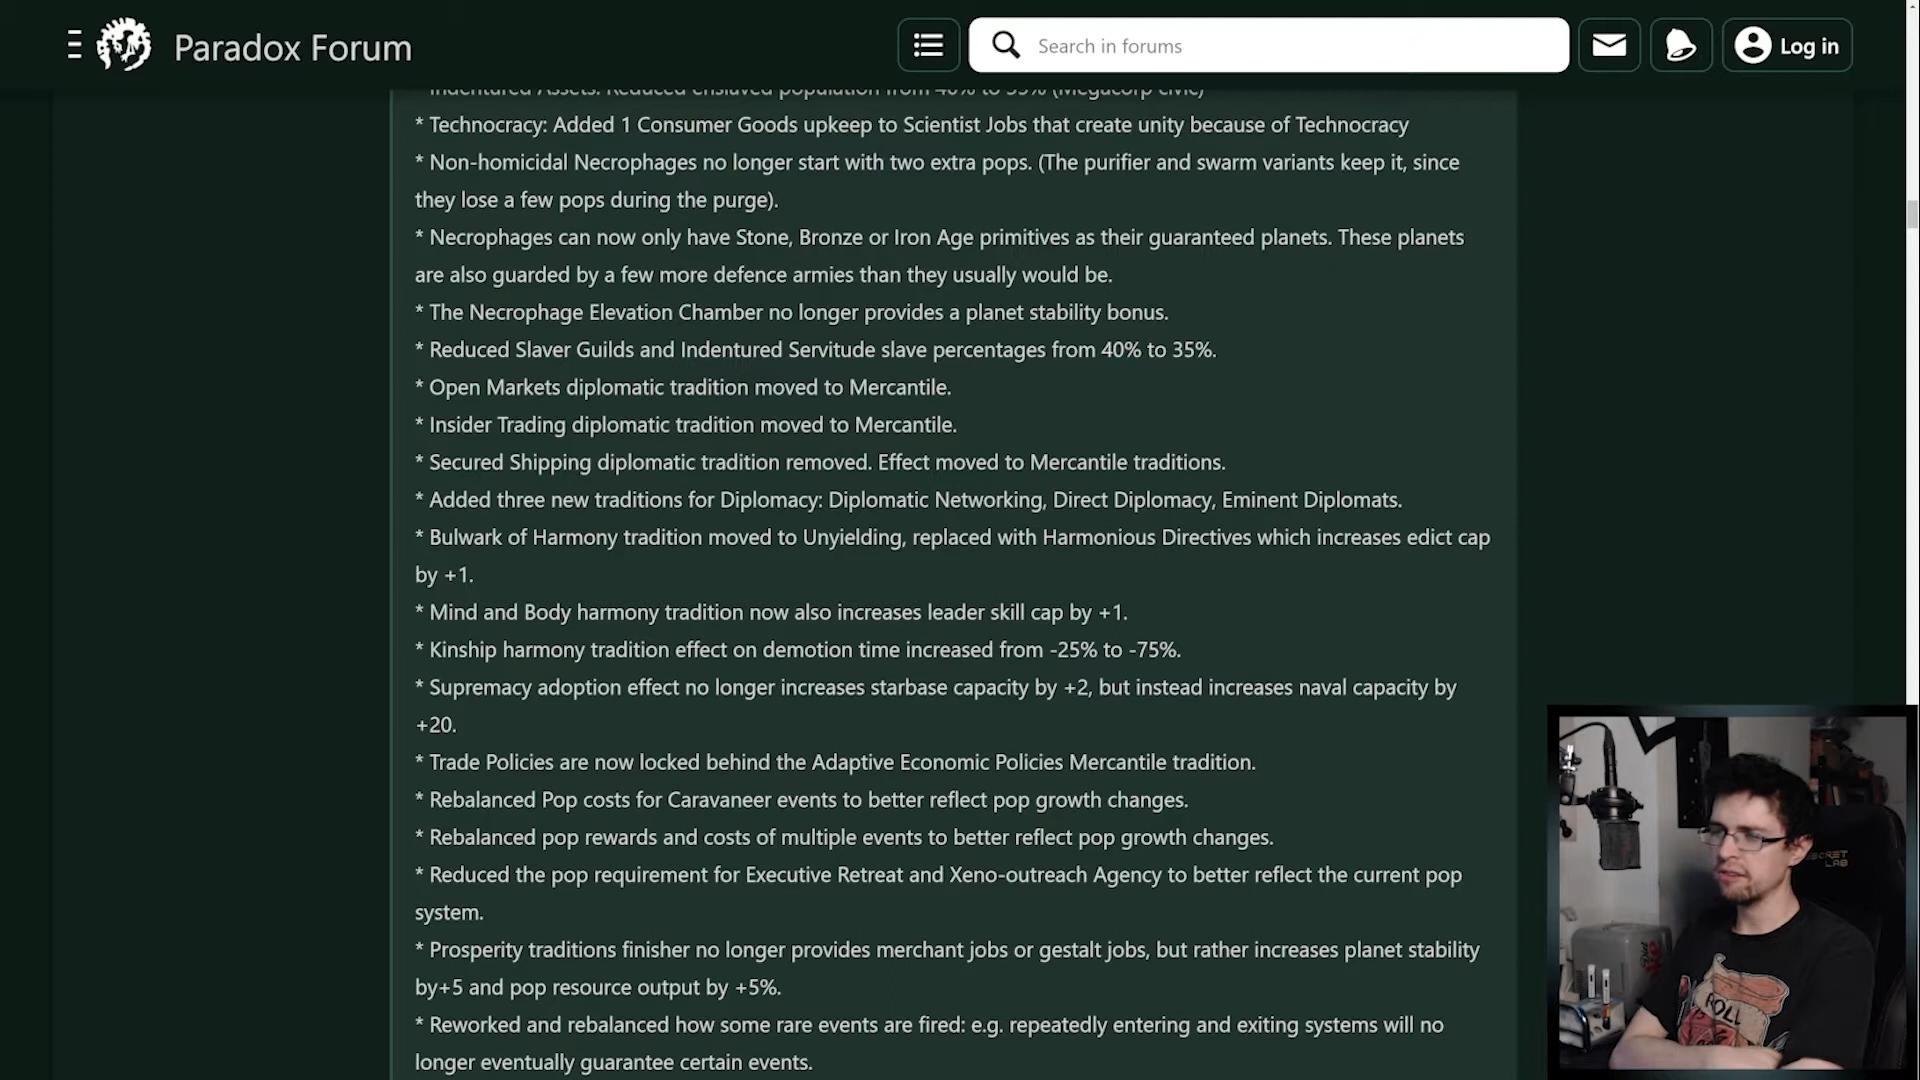 Paradox Forum
Search in forums
Log in
Indentured Assets: Reduced enslaved population from 40% to 35% (Megacorp civic)
* Technocracy: Added 1 Consumer Goods upkeep to Scientist Jobs that create unity because of Technocracy
* Non-homicidal Necrophages no longer start with two extra pops. (The purifier and swarm variants keep it, since
they lose a few pops during the purge).
* Necrophages can now only have Stone, Bronze or Iron Age primitives as their guaranteed planets. These planets
are also guarded by a few more defence armies than they usually would be.
* The Necrophage Elevation Chamber no longer provides a planet stability bonus.
* Reduced Slaver Guilds and Indentured Servitude slave percentages from 40% to 35%.
* Open Markets diplomatic tradition moved to Mercantile.
* Insider Trading diplomatic tradition moved to Mercantile.
* Secured Shipping diplomatic tradition removed. Effect moved to Mercantile traditions.
* Added three new traditions for Diplomacy: Diplomatic Networking, Direct Diplomacy, Eminent Diplomats.
* Bulwark of Harmony tradition moved to Unyielding, replaced with Harmonious Directives which increases edict cap
by +1.
* Mind and Body harmony tradition now also increases leader skill cap by +1.
* Kinship harmony tradition effect on demotion time increased from -25% to -75%.
* Supremacy adoption effect no longer increases starbase capacity by +2, but instead increases naval capacity by
+20.
* Trade Policies are now locked behind the Adaptive Economic Policies Mercantile tradition.
* Rebalanced Pop costs for Caravaneer events to better reflect pop growth changes.
* Rebalanced pop rewards and costs of multiple events to better reflect pop growth changes.
* Reduced the pop requirement for Executive Retreat and Xeno-outreach Agency to better reflect the current pop
system.
* Prosperity traditions finisher no longer provides merchant jobs or gestalt jobs, but rather increases planet stability
by+5 and pop resource output by +5%.
* Reworked and rebalanced how some rare events are fired: e.g. repeatedly entering and exiting systems will no
longer eventually guarantee certain events.
SECRET
LAB
ROLL